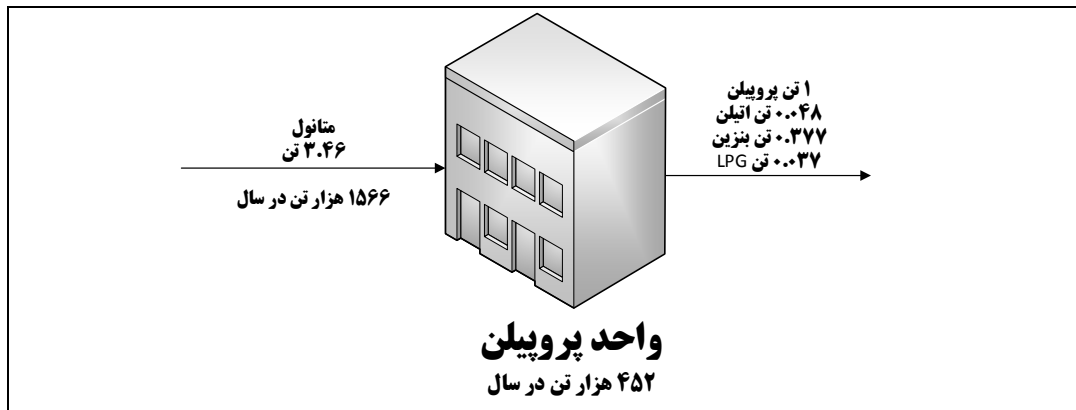 متانول
۳.۴۶ تن
۱۵۶۶ هزار تن در سال
۱ تن پروپیلن
۰.۰۴۸ تن اتیلن
۰.۳۷۷ تن بنزین
۰.۰۳۷ تن LPG
واحد پروپیلن
۴۵۲ هزار تن در سال